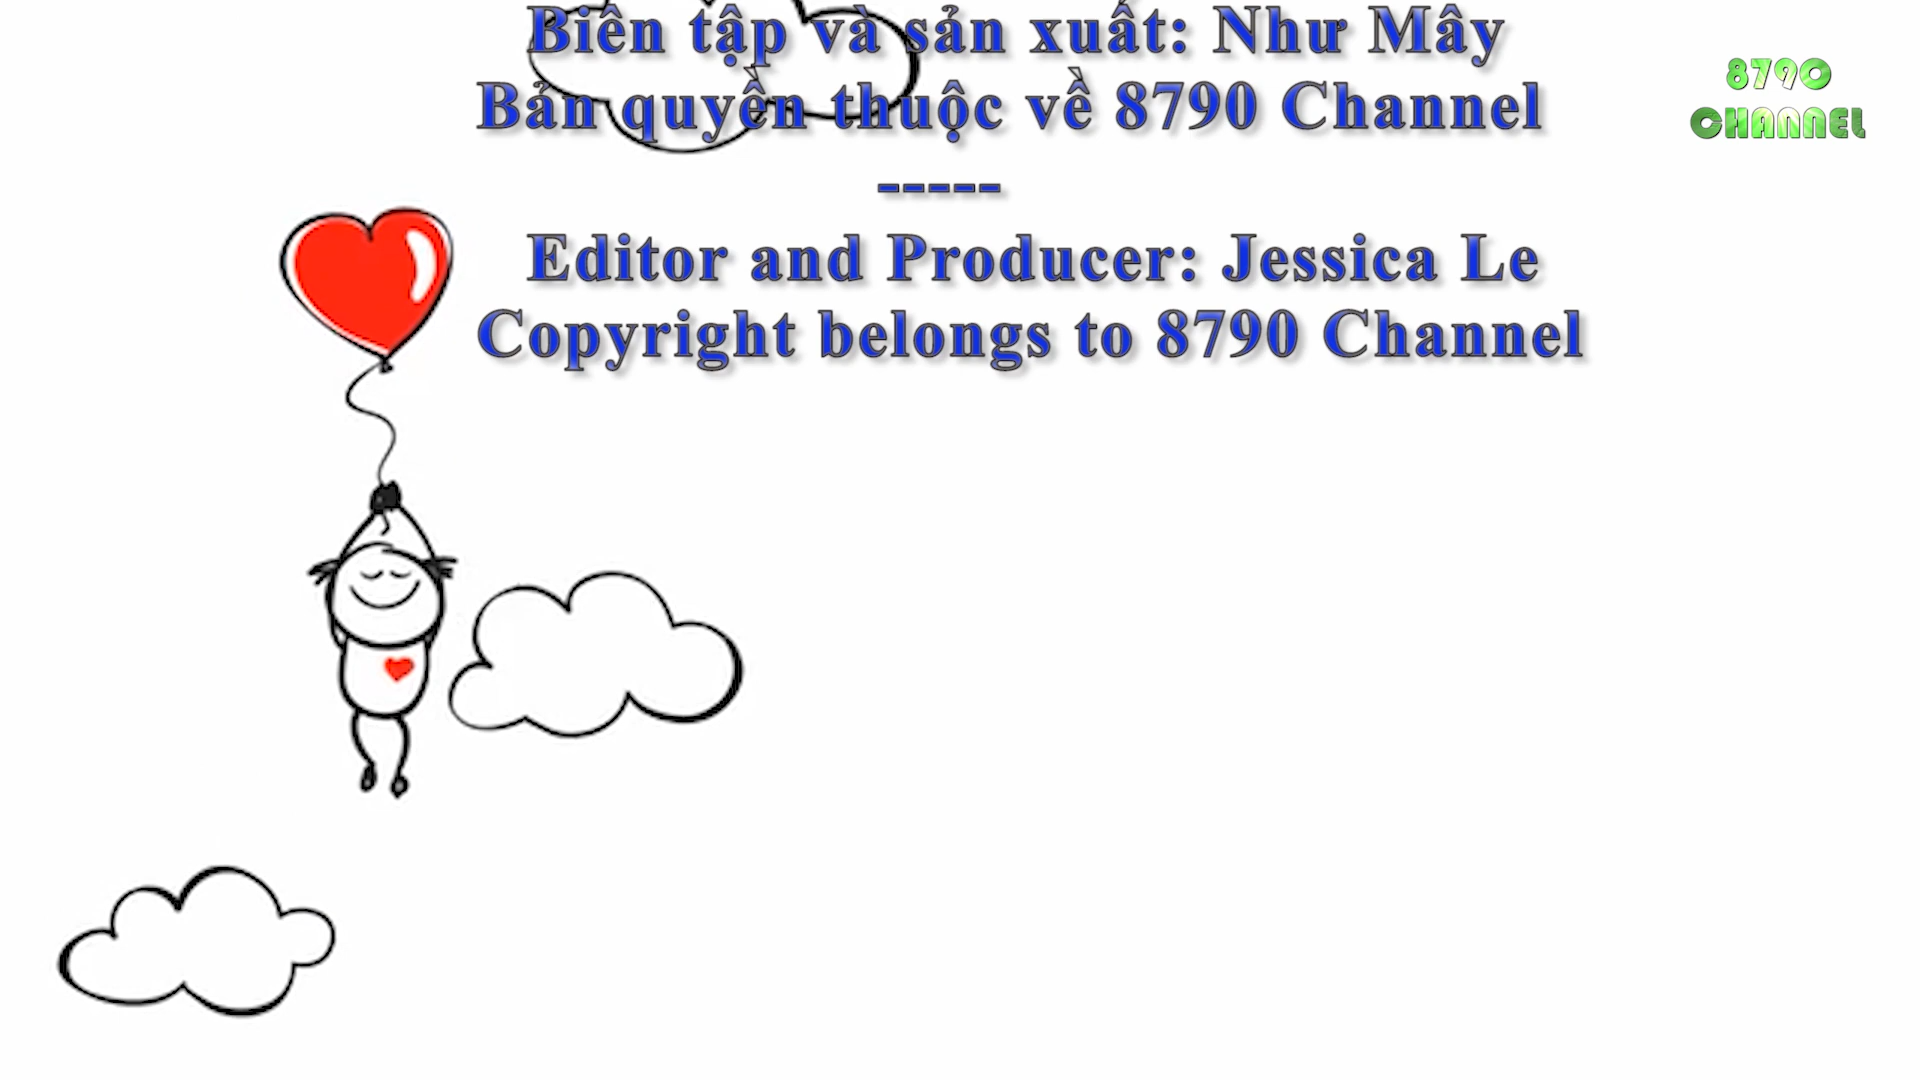 Biên tập và sản xuất: Như Mây
Bản quyền thuộc về 8790 Channel
-----
Editor and Producer: Jessica Le
Copyright belongs to 8790 Channel
8790
CHANNEL